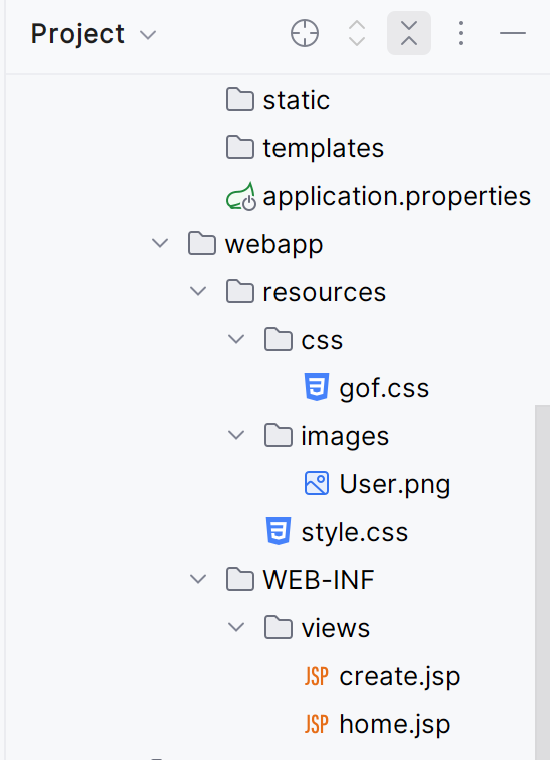 Project
static
templates
application.properties
webapp
resources
css
gof.css
images
User.png
style.css
WEB-INF
views
JSP create.jsp
JSP home.jsp